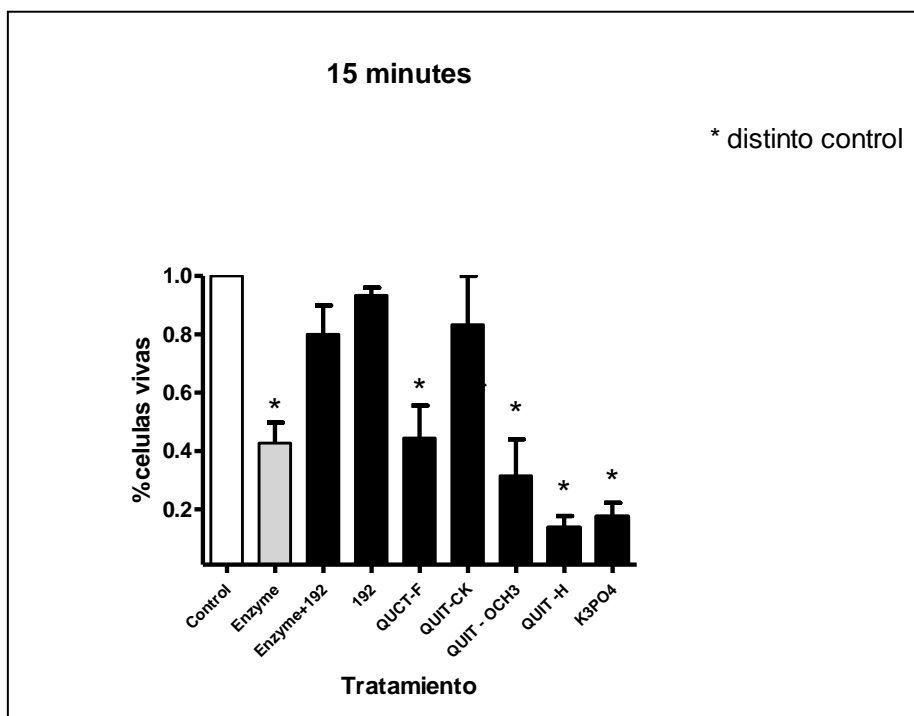 15 minutes
* distinto control
%celulas vivas
1.0
0.8
0.6
0.4
0.2
*
*
*
*
*
Control
Enzyme
Enzyme+192
192
QUCT-F
QUIT-CK
QUIT - OCH3
QUIT -H
K3PO4
Tratamiento